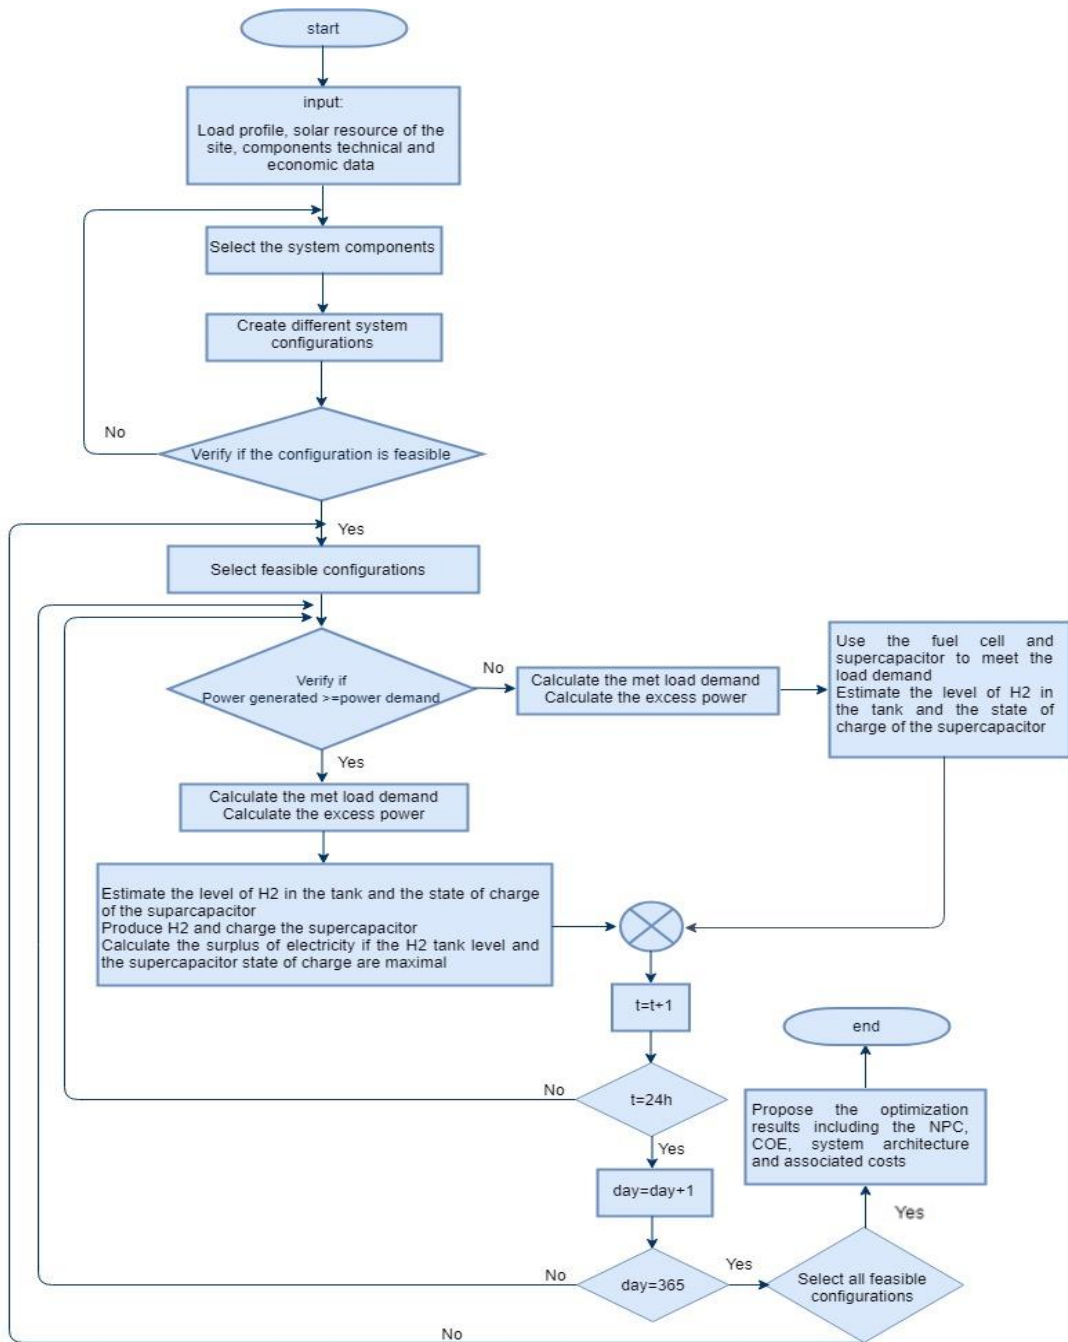 start
input:
Load profile, solar resource of the
site, components technical and
economic data
Select the system components
Create different system
configurations
No
Verify if the configuration is feasible
Yes
Select feasible configurations
Verify if
Power generated >=power demand
No
Calculate the met load demand
Calculate the excess power
Use the fuel cell and
supercapacitor to meet the
load demand
Estimate the level of H2 in
the tank and the state of
charge of the supercapacitor
Yes
Calculate the met load demand
Calculate the excess power
Estimate the level of H2 in the tank and the state of charge
of the suparcapacitor
Produce H2 and charge the supercapacitor
Calculate the surplus of electricity if the H2 tank level and
the supercapacitor state of charge are maximal
t=t+1
end
No
t=24h
Propose the optimization
results including the NPC,
COE, system architecture
and associated costs
Yes
day=day+1
Yes
No
day=365
Yes
Select all feasible
configurations
No